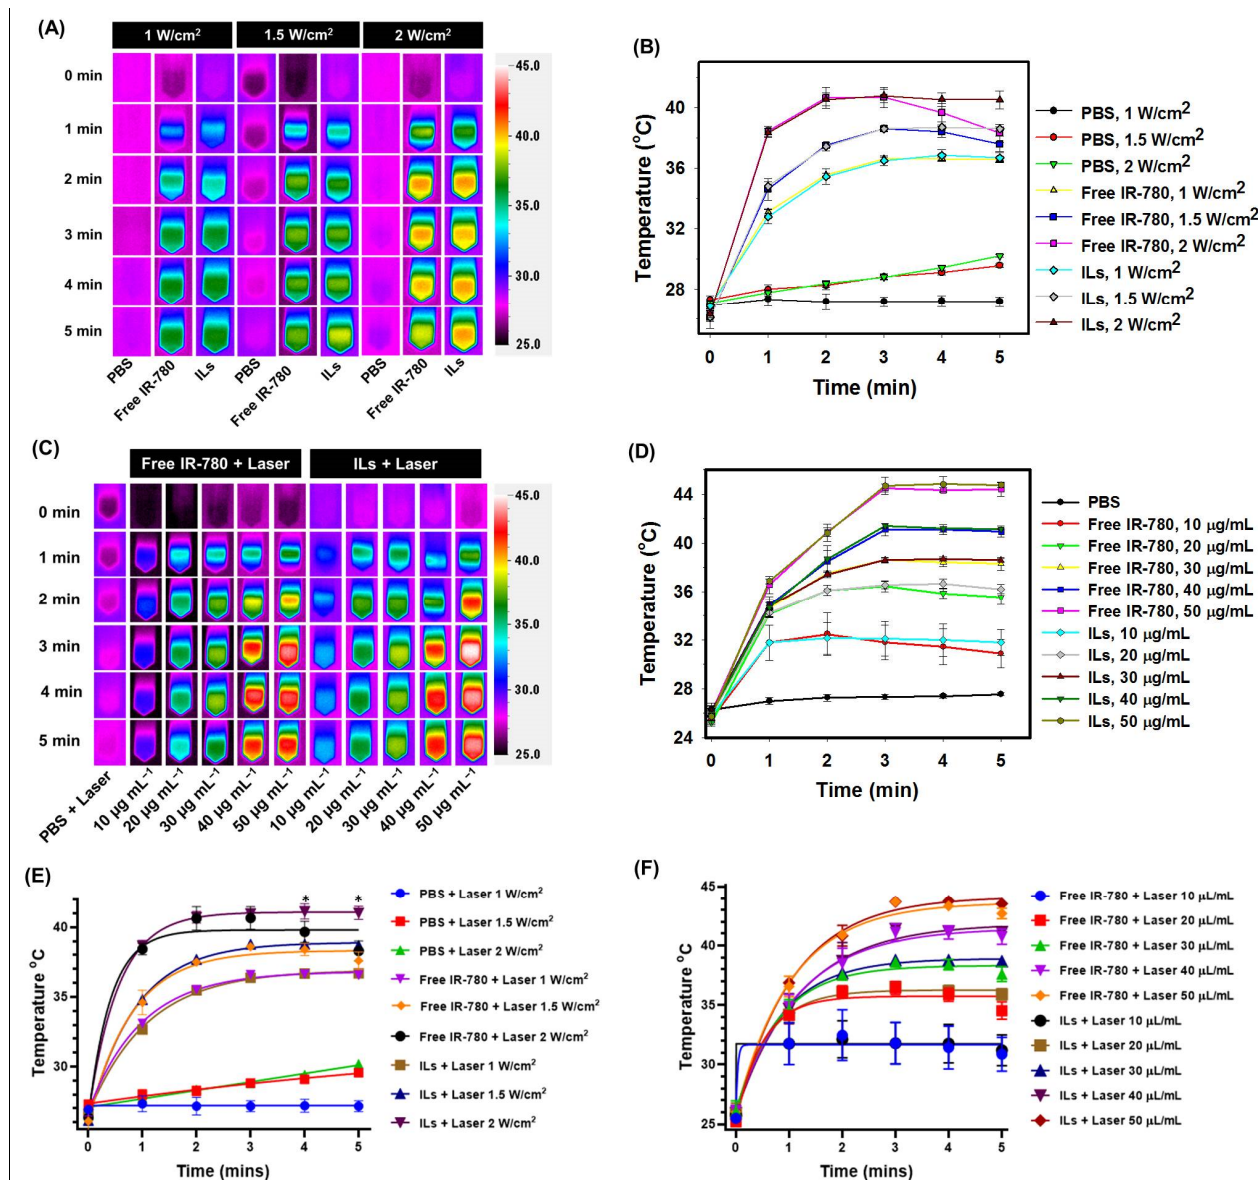 (A)
1 W/cm²
1.5 W/cm²
2 W/cm²
0 min
1 min
2 min
3 min
4 min
5 min
45.0
40.0
35.0
30.0
25.0
PBS
Free IR-780
ILs
PBS
Free IR-780
ILs
PBS
Free IR-780
ILs
(B)
Temperature (°C)
40
36
32
28
0 1 2 3 4 5
Time (min)
PBS, 1 W/cm2
PBS, 1.5 W/cm2
PBS, 2 W/cm2
Free IR-780, 1 W/cm2
Free IR-780, 1.5 W/cm2
Free IR-780, 2 W/cm2
ILs, 1 W/cm2
ILs, 1.5 W/cm2
ILs, 2 W/cm2
(C)
Free IR-780 + Laser
ILs + Laser
0 min
1 min
2 min
3 min
4 min
5 min
45.0
40.0
35.0
30.0
25.0
PBS + Laser
10 µg mL⁻¹
20 µg mL⁻¹
30 µg mL⁻¹
40 µg mL⁻¹
50 µg mL⁻¹
10 µg mL⁻¹
20 µg mL⁻¹
30 µg mL⁻¹
40 µg mL⁻¹
50 µg mL⁻¹
(D)
Temperature (°C)
44
40
36
32
28
24
0 1 2 3 4 5
Time (min)
PBS
Free IR-780, 10 µg/mL
Free IR-780, 20 µg/mL
Free IR-780, 30 µg/mL
Free IR-780, 40 µg/mL
Free IR-780, 50 µg/mL
ILs, 10 µg/mL
ILs, 20 µg/mL
ILs, 30 µg/mL
ILs, 40 µg/mL
ILs, 50 µg/mL
(E)
Temperature °C
40
35
30
* *
0 1 2 3 4 5
Time (mins)
PBS + Laser 1 W/cm²
PBS + Laser 1.5 W/cm²
PBS + Laser 2 W/cm²
Free IR-780 + Laser 1 W/cm²
Free IR-780 + Laser 1.5 W/cm²
Free IR-780 + Laser 2 W/cm²
ILs + Laser 1 W/cm²
ILs + Laser 1.5 W/cm²
ILs + Laser 2 W/cm²
(F)
Temperature °C
45
40
35
30
25
0 1 2 3 4 5
Time (mins)
Free IR-780 + Laser 10 µL/mL
Free IR-780 + Laser 20 µL/mL
Free IR-780 + Laser 30 µL/mL
Free IR-780 + Laser 40 µL/mL
Free IR-780 + Laser 50 µL/mL
ILs + Laser 10 µL/mL
ILs + Laser 20 µL/mL
ILs + Laser 30 µL/mL
ILs + Laser 40 µL/mL
ILs + Laser 50 µL/mL